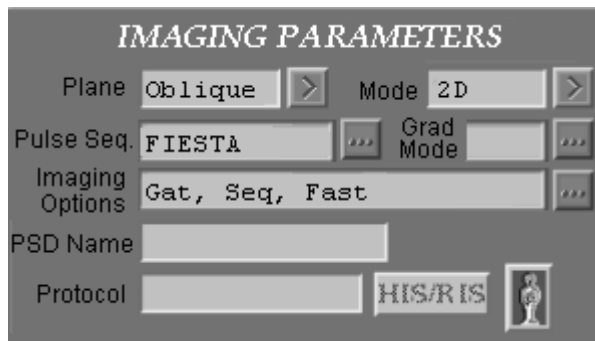 IMAGING PARAMETERS
Plane Oblique > Mode 2D >
Pulse Seq. FIESTA ... Grad Mode ...
Imaging Options Gat, Seq, Fast ...
PSD Name
Protocol HIS/RIS